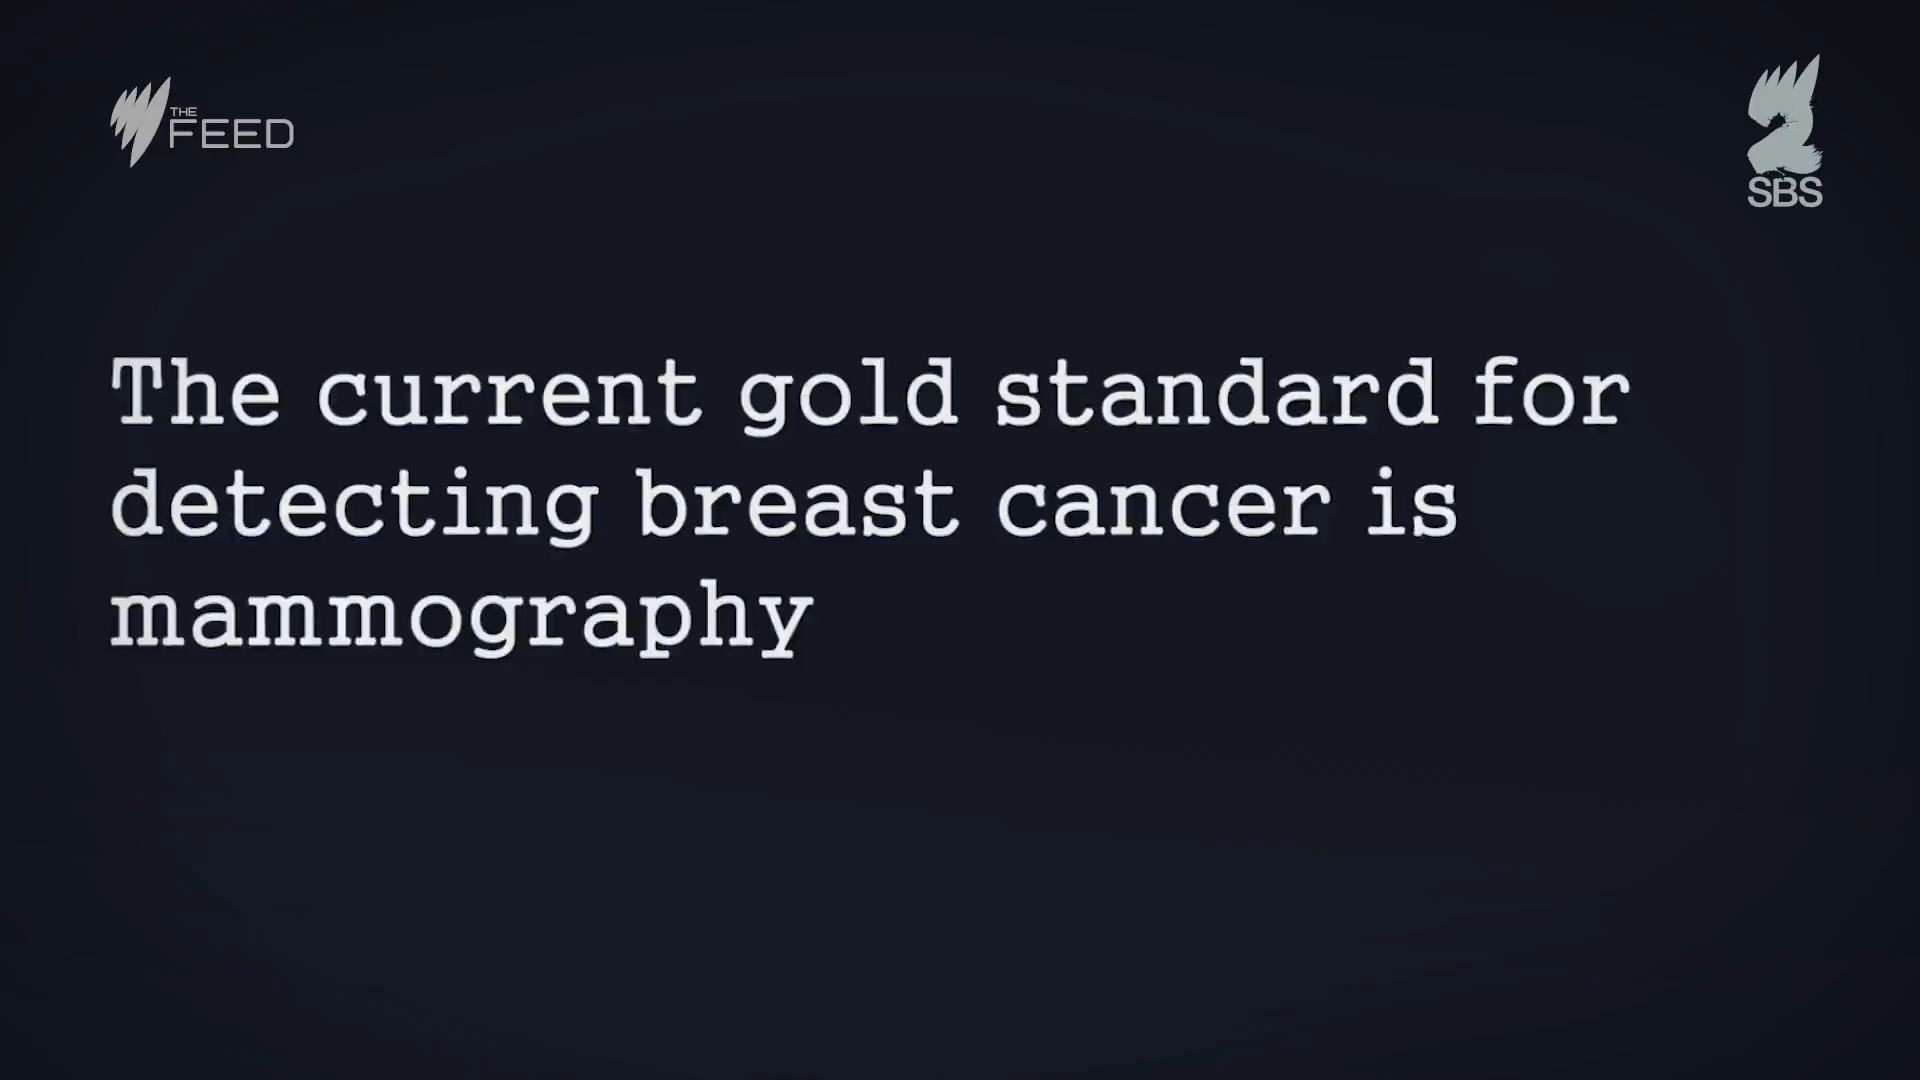 THE
FEED
SBS
The current gold standard for
detecting breast cancer is
mammography